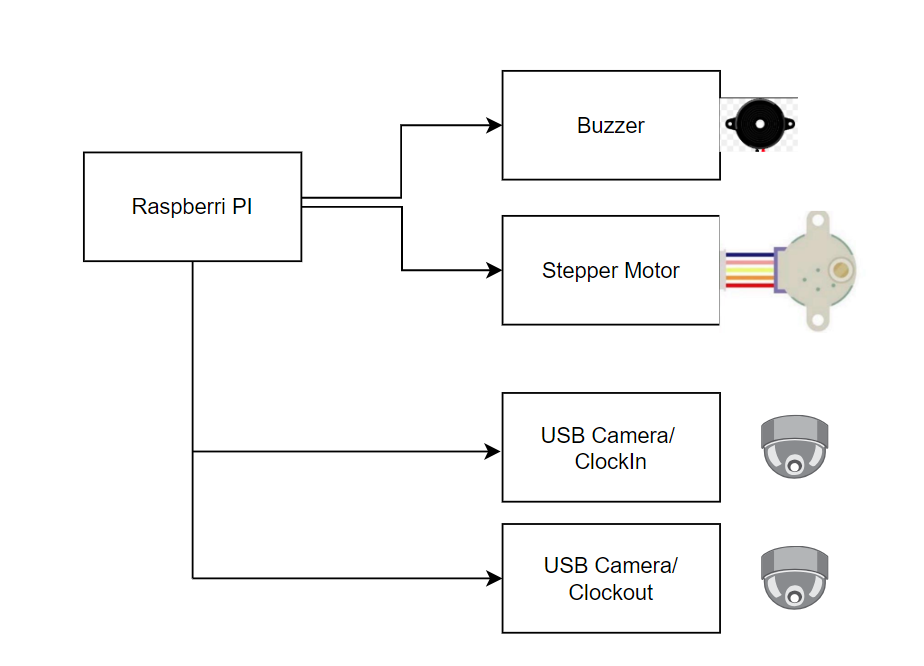 Buzzer
Raspberri PI
Stepper Motor
USB Camera/
ClockIn
USB Camera/
Clockout